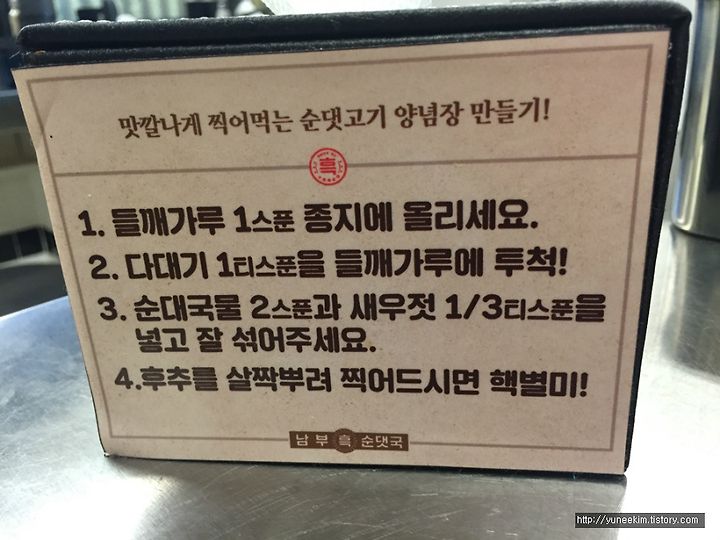 맛깔나게 찍어먹는 순댓고기 양념장 만들기!
흑
1. 들깨가루 1스푼 종지에 올리세요.
2. 다대기 1티스푼을 들깨가루에 투척!
3. 순대국물 2스푼과 새우젓 1/3티스푼을
넣고 잘 섞어주세요.
4.후추를 살짝뿌려 찍어드시면 핵별미!
남부 흑 순댓국
http://yuneekim.tistory.com